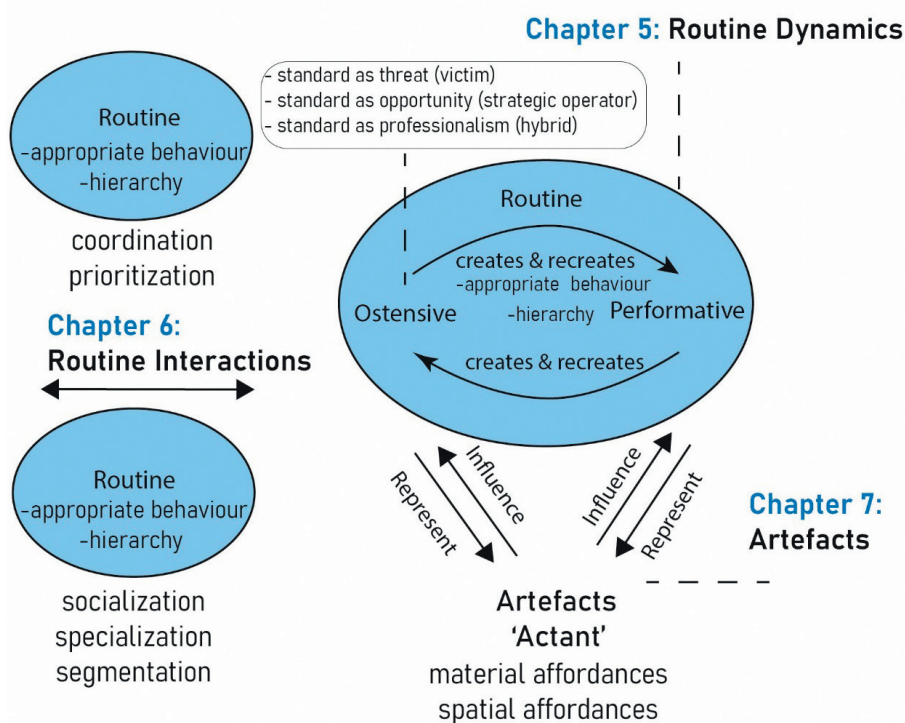 Chapter 5: Routine Dynamics
- standard as threat (victim)
- standard as opportunity (strategic operator)
- standard as professionalism (hybrid)
Routine
-appropriate behaviour
-hierarchy
coordination
prioritization
Chapter 6:
Routine Interactions
Routine
-appropriate behaviour
-hierarchy
socialization
specialization
segmentation
Routine
creates & recreates
-appropriate behaviour
-hierarchy
Ostensive
Performative
creates & recreates
Represent
Influence
Influence
Represent
Chapter 7:
Artefacts
Artefacts
‘Actant’
material affordances
spatial affordances